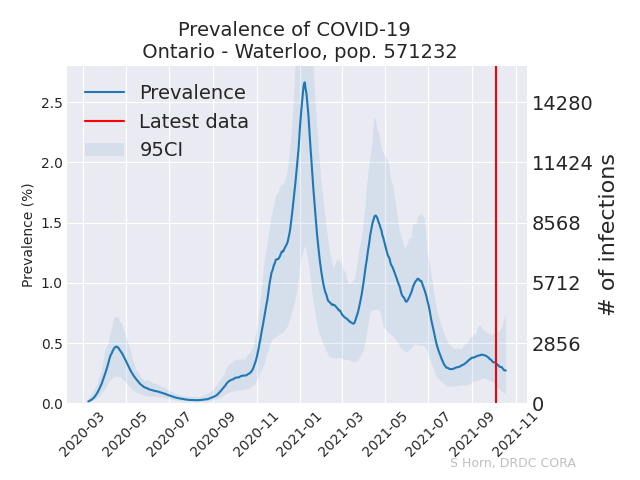 Prevalence of COVID-19
Ontario - Waterloo, pop. 571232
Prevalence
Latest data
95CI
Prevalence (%)
2.5
2.0
1.5
1.0
0.5
0.0
14280
11424
8568
5712
2856
0
# of infections
2020-03
2020-05
2020-07
2020-09
2020-11
2021-01
2021-03
2021-05
2021-07
2021-09
2021-11
S Horn, DRDC CORA